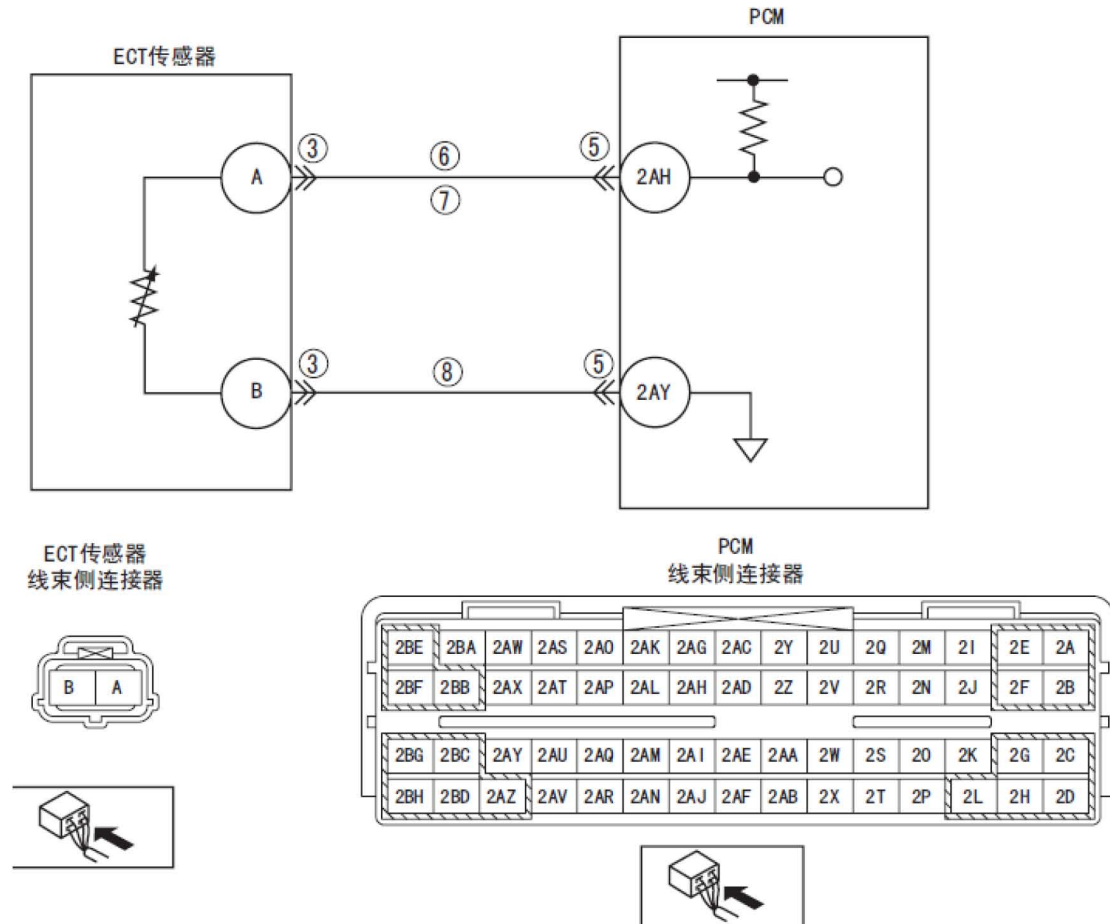 PCM
ECT传感器
③ ⑥ ⑤
A 2AH
⑦
③ ⑧ ⑤
B 2AY
ECT传感器
线束侧连接器
PCM
线束侧连接器
B A
2BE 2BA 2AW 2AS 2AO 2AK 2AG 2AC 2Y 2U 2Q 2M 2I 2E 2A
2BF 2BB 2AX 2AT 2AP 2AL 2AH 2AD 2Z 2V 2R 2N 2J 2F 2B
2BG 2BC 2AY 2AU 2AQ 2AM 2AI 2AE 2AA 2W 2S 2O 2K 2G 2C
2BH 2BD 2AZ 2AV 2AR 2AN 2AJ 2AF 2AB 2X 2T 2P 2L 2H 2D